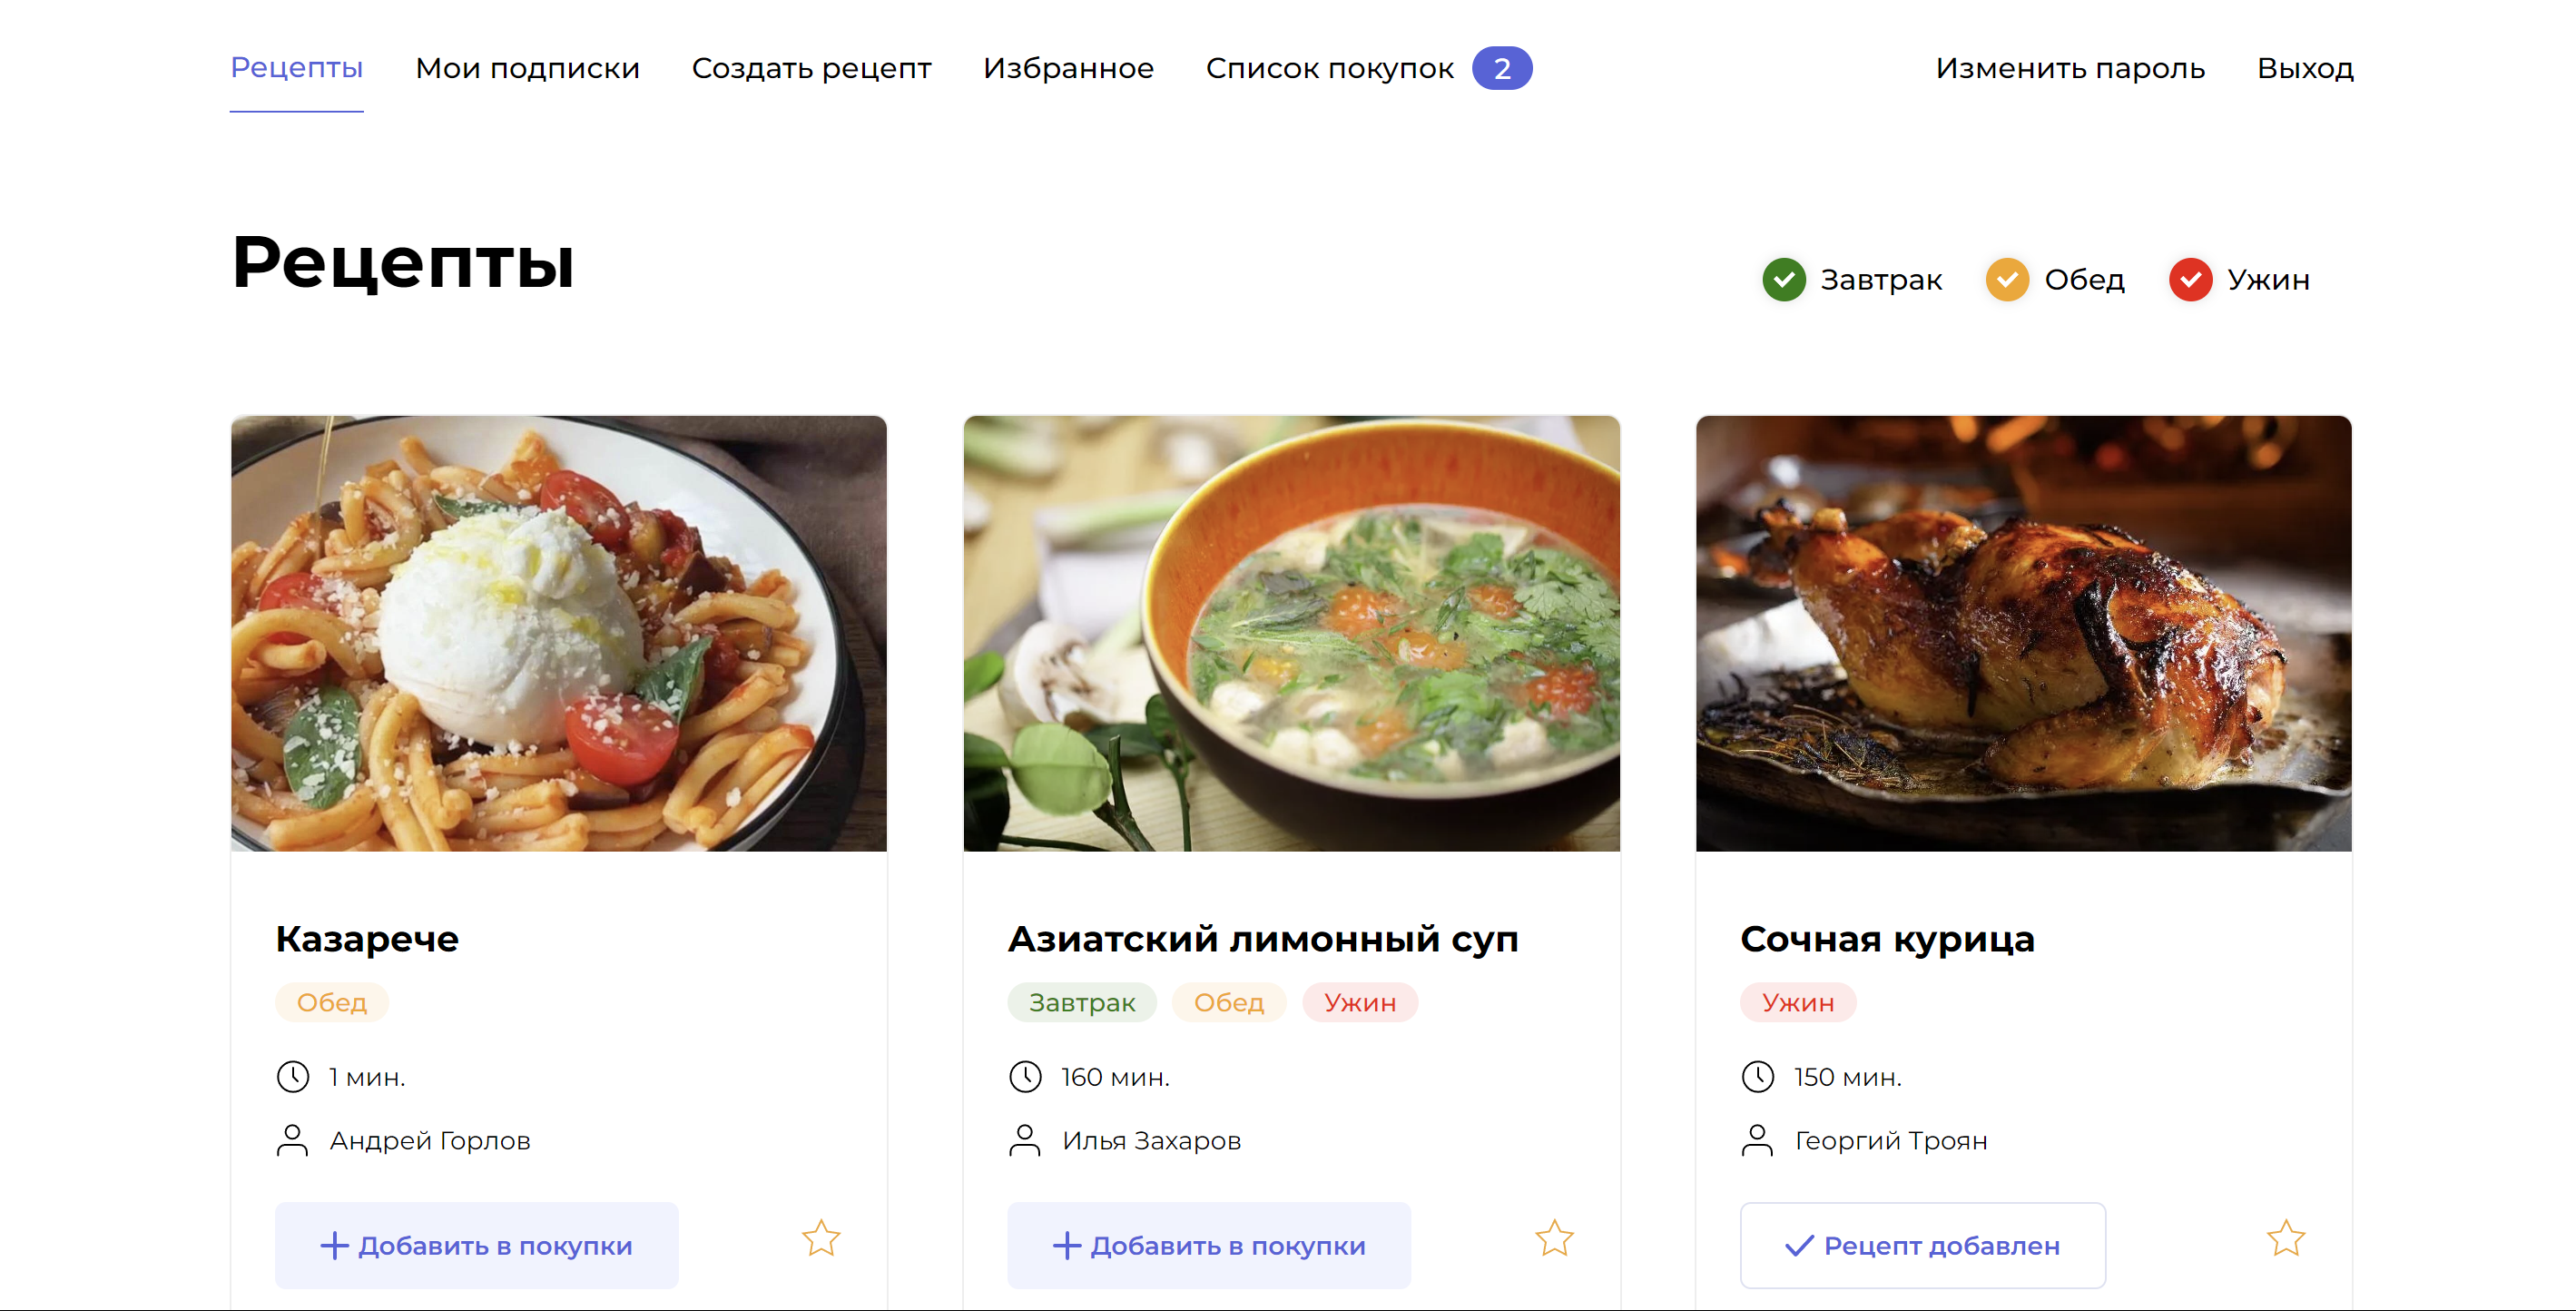 Рецепты Мои подписки Создать рецепт Избранное Список покупок 2 Изменить пароль Выход
Рецепты
Завтрак Обед Ужин
Казарече
Обед
1 мин.
Андрей Горлов
Добавить в покупки
Азиатский лимонный суп
Завтрак Обед Ужин
160 мин.
Илья Захаров
Добавить в покупки
Сочная курица
Ужин
150 мин.
Георгий Троян
Рецепт добавлен